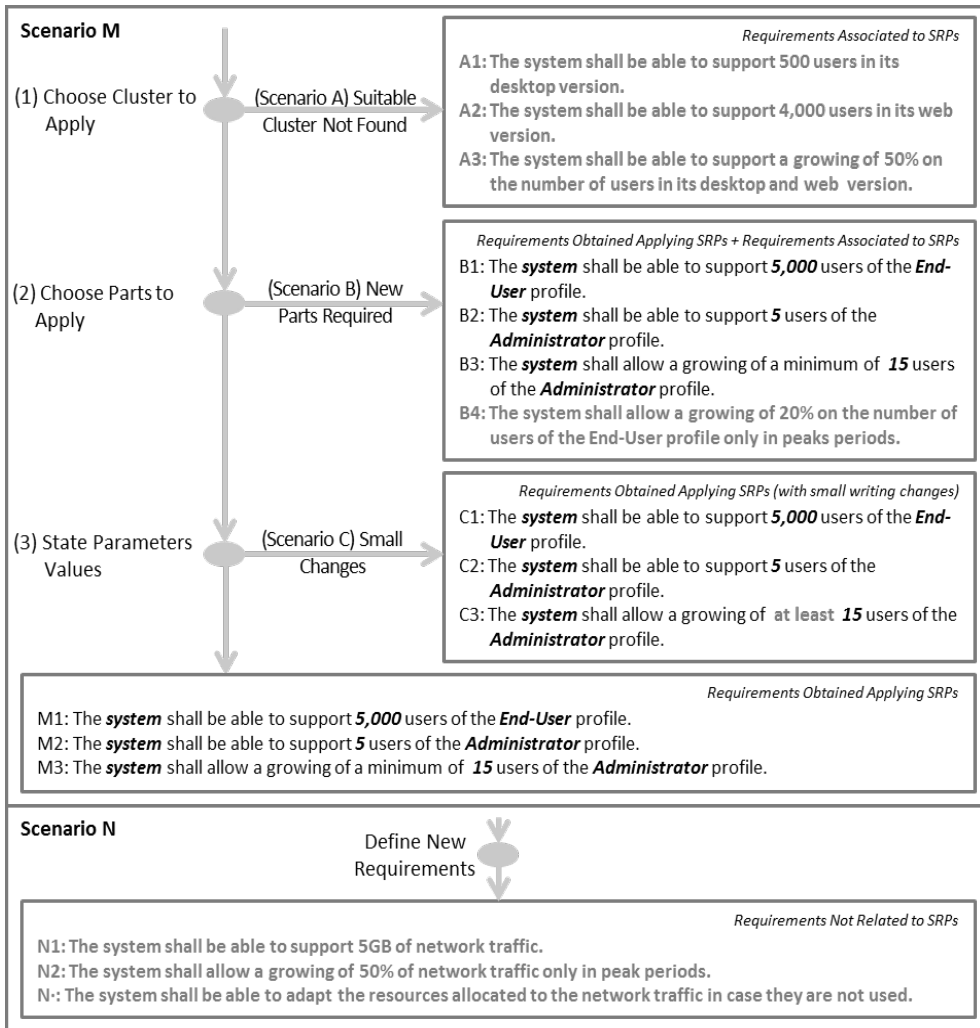 Scenario M
Requirements Associated to SRPs
A1: The system shall be able to support 500 users in its
desktop version.
A2: The system shall be able to support 4,000 users in its web
version.
A3: The system shall be able to support a growing of 50% on
the number of users in its desktop and web version.
(1) Choose Cluster to
Apply
(Scenario A) Suitable
Cluster Not Found
Requirements Obtained Applying SRPs + Requirements Associated to SRPs
B1: The system shall be able to support 5,000 users of the End-
User profile.
B2: The system shall be able to support 5 users of the
Administrator profile.
B3: The system shall allow a growing of a minimum of 15 users
of the Administrator profile.
B4: The system shall allow a growing of 20% on the number of
users of the End-User profile only in peaks periods.
(2) Choose Parts to
Apply
(Scenario B) New
Parts Required
Requirements Obtained Applying SRPs (with small writing changes)
C1: The system shall be able to support 5,000 users of the End-
User profile.
C2: The system shall be able to support 5 users of the
Administrator profile.
C3: The system shall allow a growing of at least 15 users of the
Administrator profile.
(3) State Parameters
Values
(Scenario C) Small
Changes
Requirements Obtained Applying SRPs
M1: The system shall be able to support 5,000 users of the End-User profile.
M2: The system shall be able to support 5 users of the Administrator profile.
M3: The system shall allow a growing of a minimum of 15 users of the Administrator profile.
Scenario N
Define New
Requirements
Requirements Not Related to SRPs
N1: The system shall be able to support 5GB of network traffic.
N2: The system shall allow a growing of 50% of network traffic only in peak periods.
N·: The system shall be able to adapt the resources allocated to the network traffic in case they are not used.